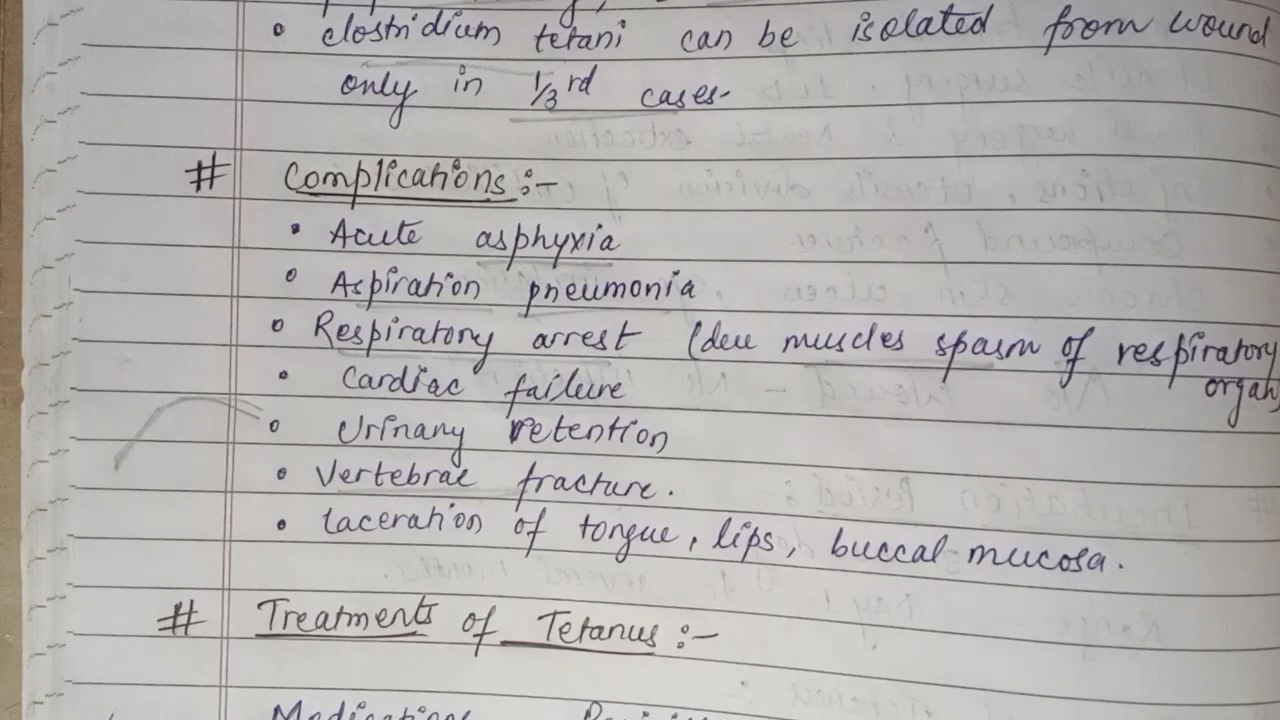 • clostridium tetani can be isolated from wound
only in 1/3rd cases-
# Complications :-
• Acute asphyxia
• Aspiration pneumonia
• Respiratory arrest (deu muscles spasm of respiratory
organ
• Cardiac failure
• Urinary retention
• Vertebrae fracture.
• laceration of tongue, lips, buccal mucosa.
# Treatments of Tetanus :-